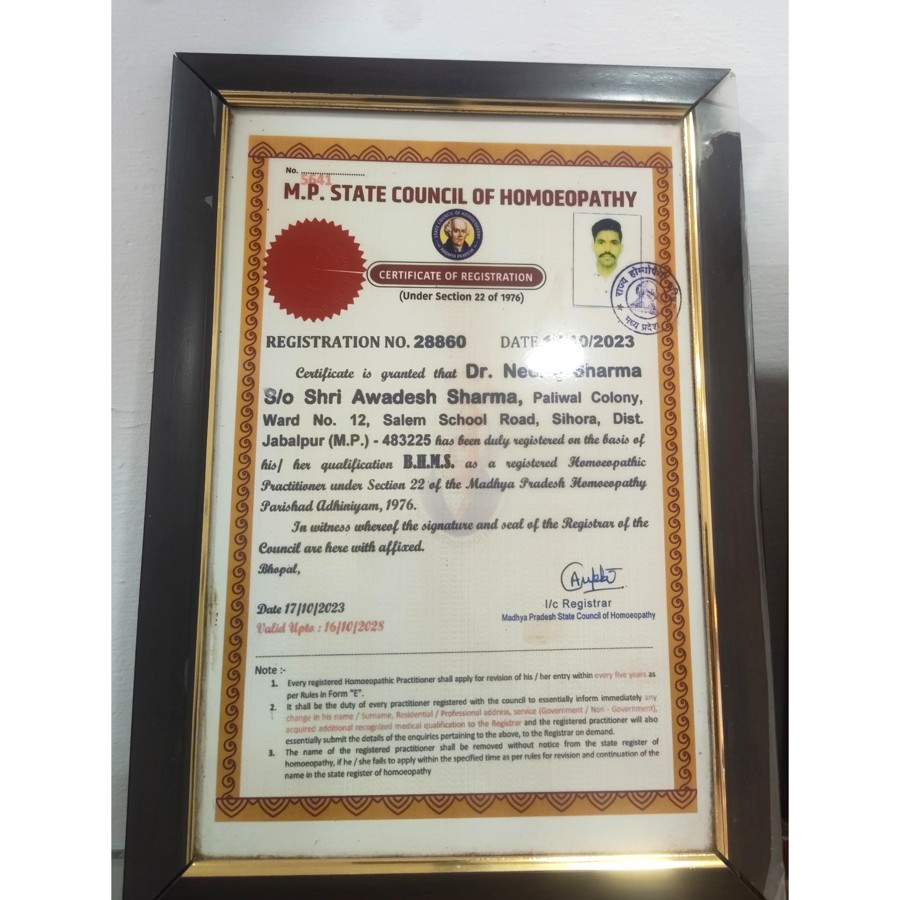 No. ........................
5641
M.P. STATE COUNCIL OF HOMOEOPATHY
CERTIFICATE OF REGISTRATION
(Under Section 22 of 1976)
राज्य
मध्य प्रदेश
REGISTRATION NO. 28860 DATE /2023
Certificate is granted that Dr. Sharma
S/o Shri Awadesh Sharma, Paliwal Colony,
Ward No. 12, Salem School Road, Sihora, Dist.
Jabalpur (M.P.) - 483225 has been duly registered on the basis of
his/ her qualification B.H.M.S. as a registered Homoeopathic
Practitioner under Section 22 of the Madhya Pradesh Homoeopathy
Parishad Adhiniyam, 1976.
In witness whereof the signature and seal of the Registrar of the
Council are here with affixed.
Bhopal,
Date 17/10/2023
Valid Upto : 16/10/2028
I/c Registrar
Madhya Pradesh State Council of Homoeopathy
Note :-
1. Every registered Homoeopathic Practitioner shall apply for revision of his / her entry within every five years as
per Rules in Form "E".
2. It shall be the duty of every practitioner registered with the council to essentially inform immediately any
change in his name / Surname, Residential / Professional address, service (Government / Non - Government),
acquired additional recognized medical qualification to the Registrar and the registered practitioner will also
essentially submit the details of the enquiries pertaining to the above, to the Registrar on demand.
3. The name of the registered practitioner shall be removed without notice from the state register of
homoeopathy, if he / she fails to apply within the specified time as per rules for revision and continuation of the
name in the state register of homoeopathy